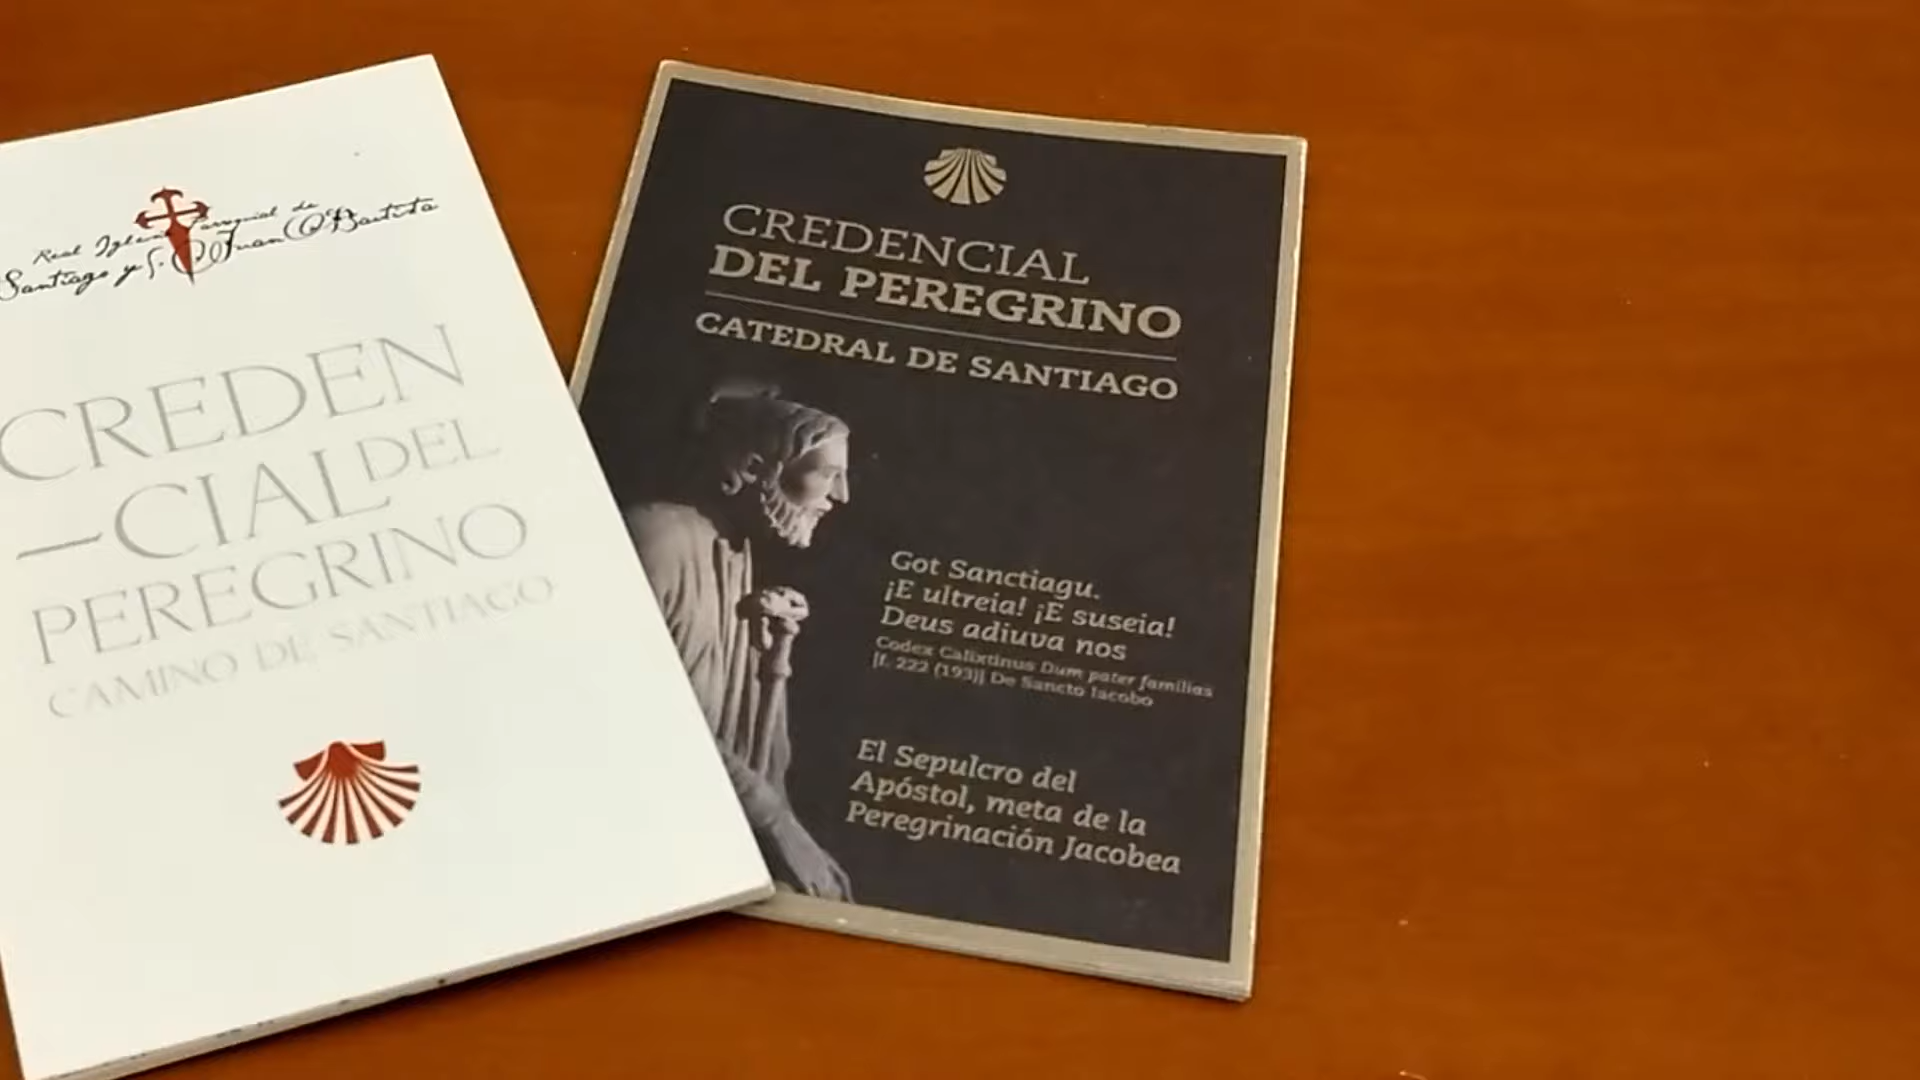 Real Iglesia Parroquial de
Santiago y S. Juan Bautista
CREDEN
—CIAL DEL
PEREGRINO
CAMINO DE SANTIAGO
CREDENCIAL
DEL PEREGRINO
CATEDRAL DE SANTIAGO
Got Sanctiagu.
¡E ultreia! ¡E suseia!
Deus adiuva nos
Codex Calixtinus Dum pater familias
[f. 222 (193)] De Sancto Iacobo
El Sepulcro del
Apóstol, meta de la
Peregrinación Jacobea